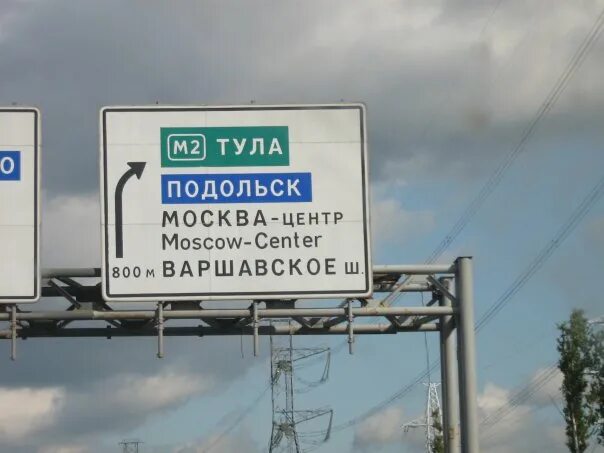 О
М2 ТУЛА
ПОДОЛЬСК
МОСКВА-ЦЕНТР
Moscow-Center
800 м ВАРШАВСКОЕ Ш.